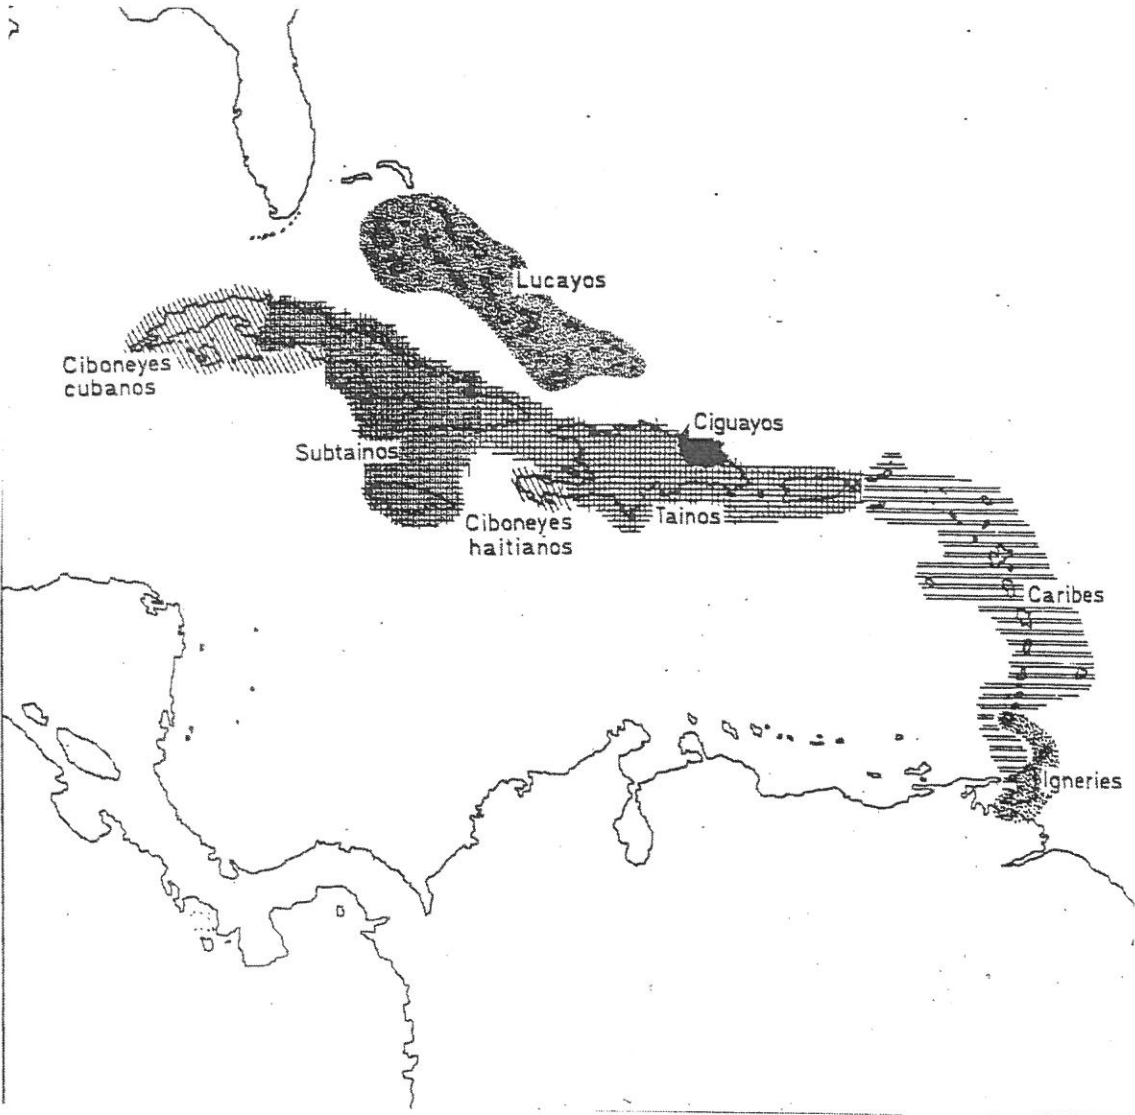 Lucayos
Ciboneyes
cubanos
Ciguayos
Subtainos
Tainos
Ciboneyes
haitianos
Caribes
Igneries